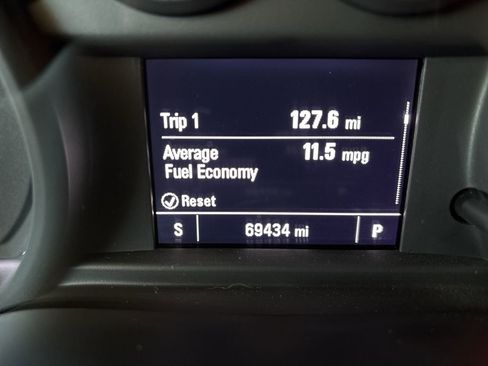 Trip 1 127.6 mi
Average 11.5 mpg
Fuel Economy
Reset
S 69434 mi P